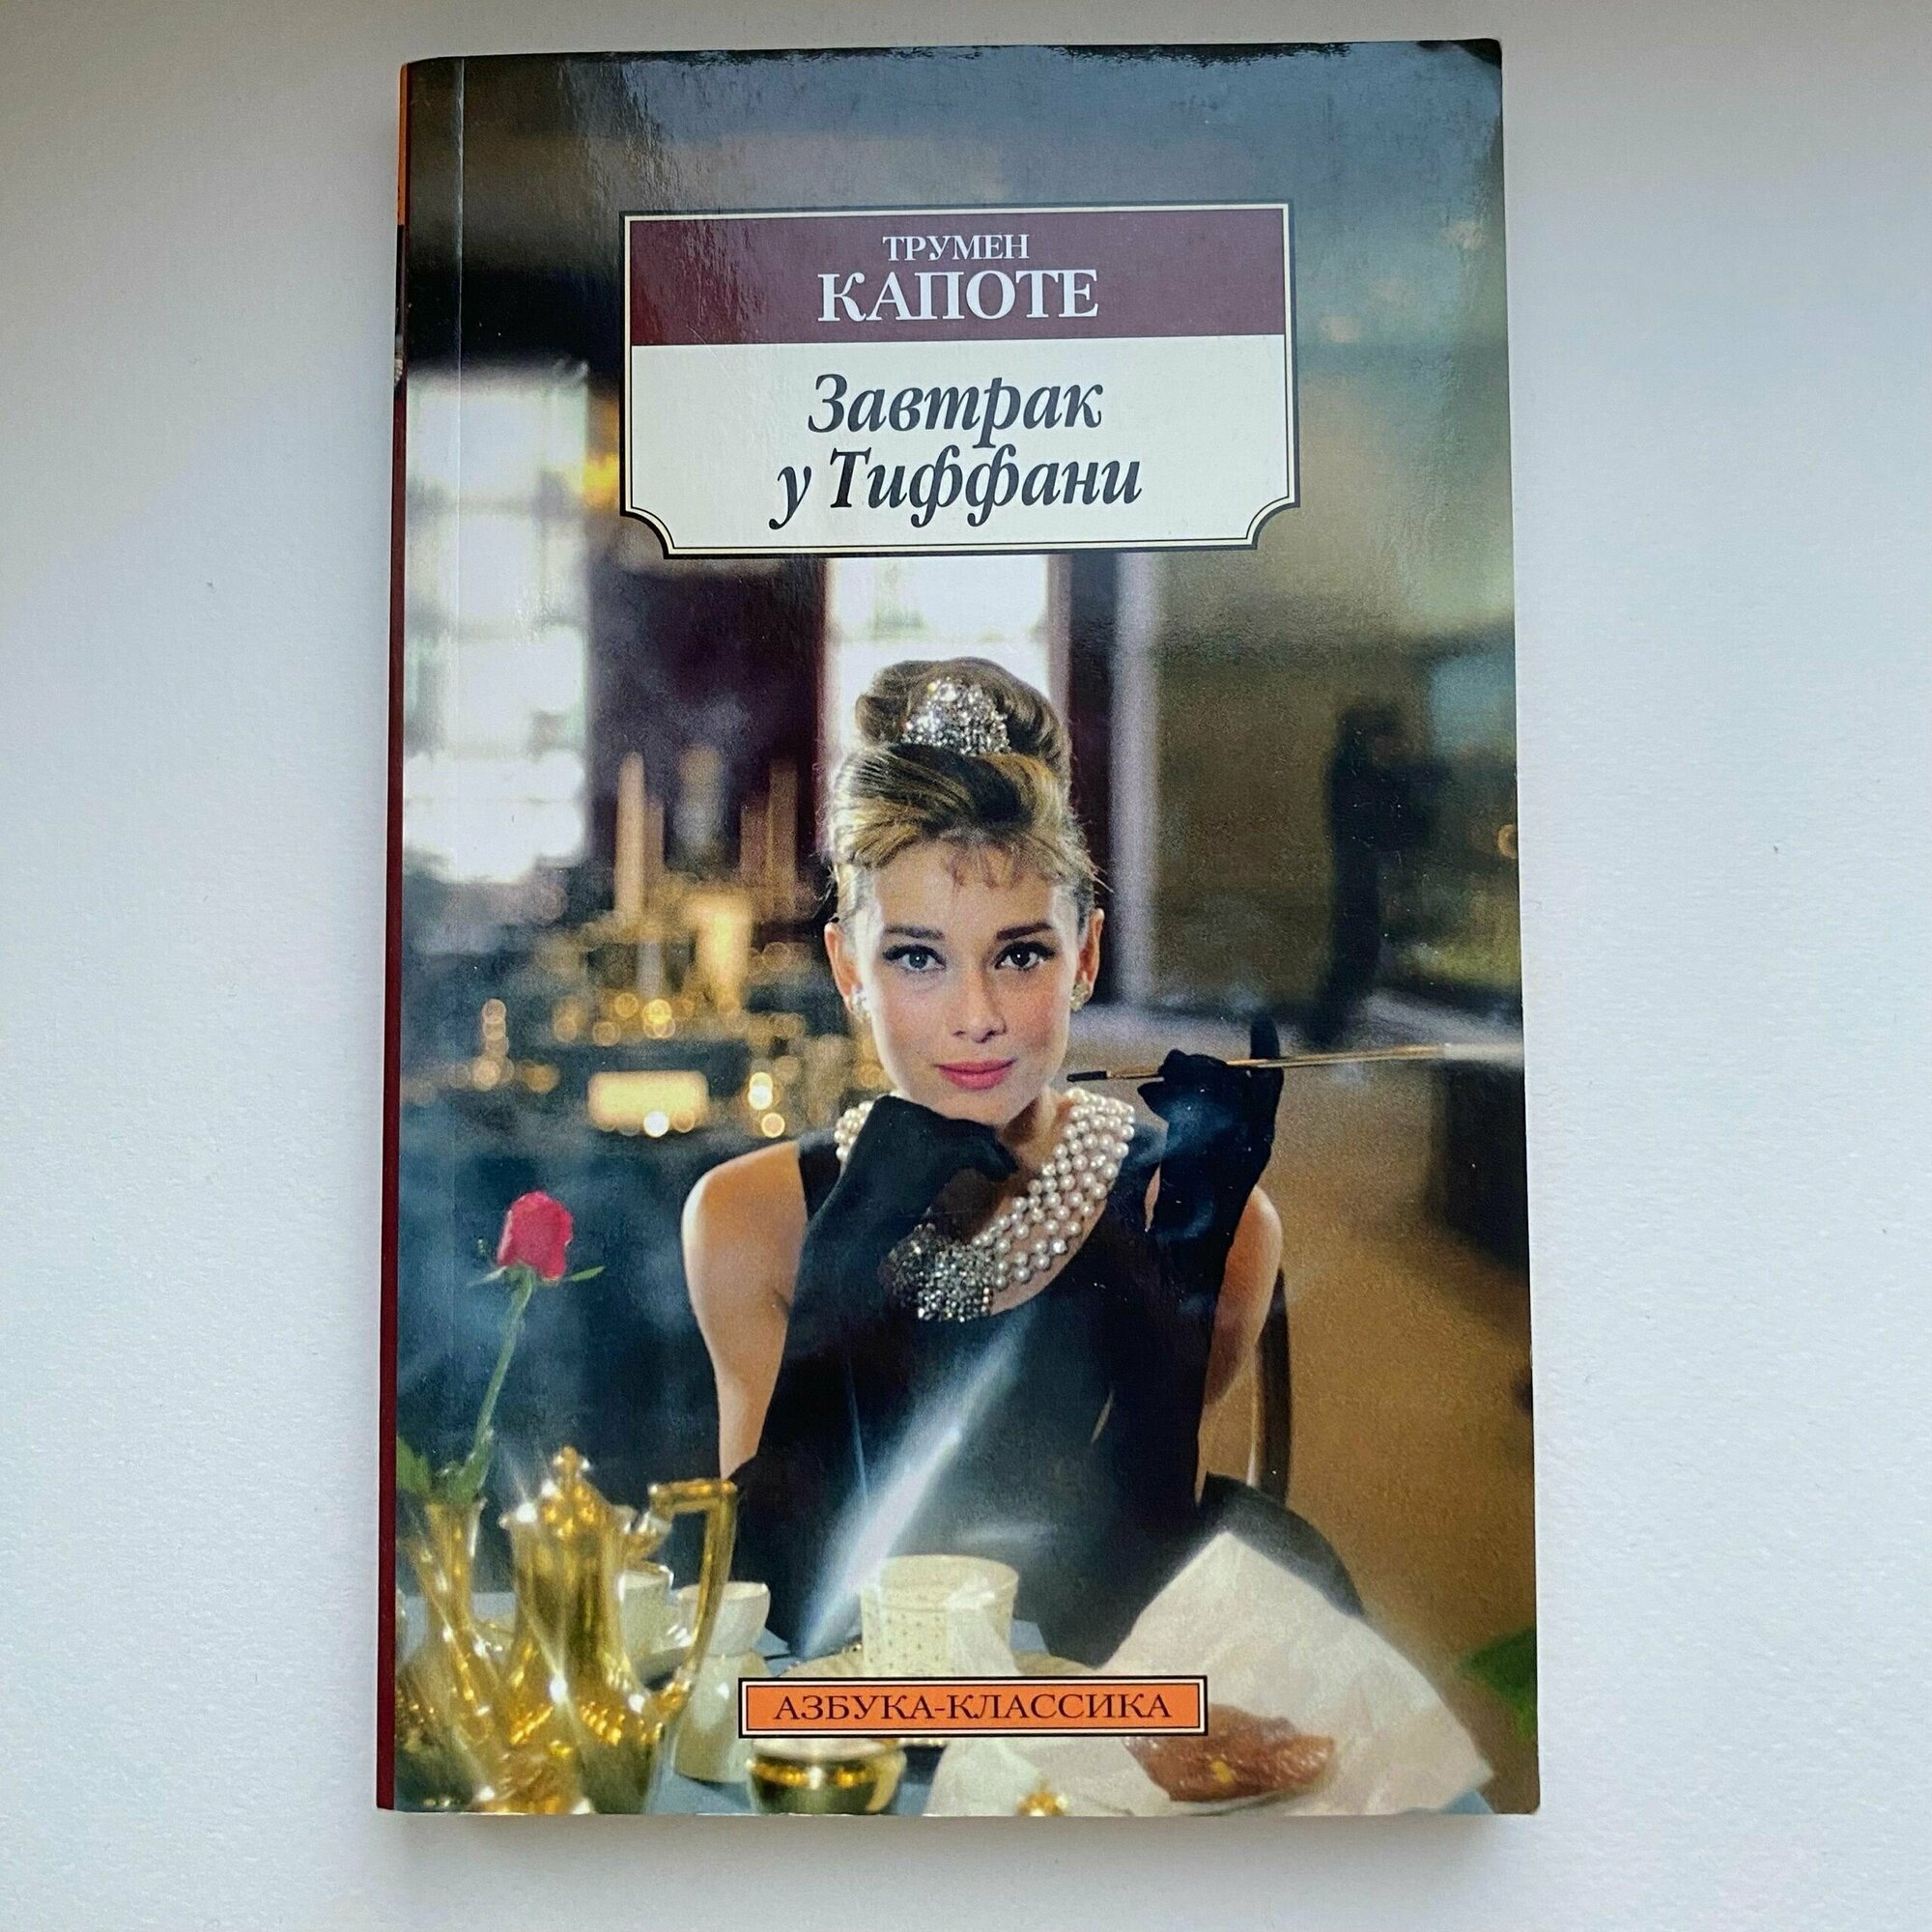 ТРУМЕН
КАПОТЕ
Завтрак
у Тиффани
АЗБУКА-КЛАССИКА